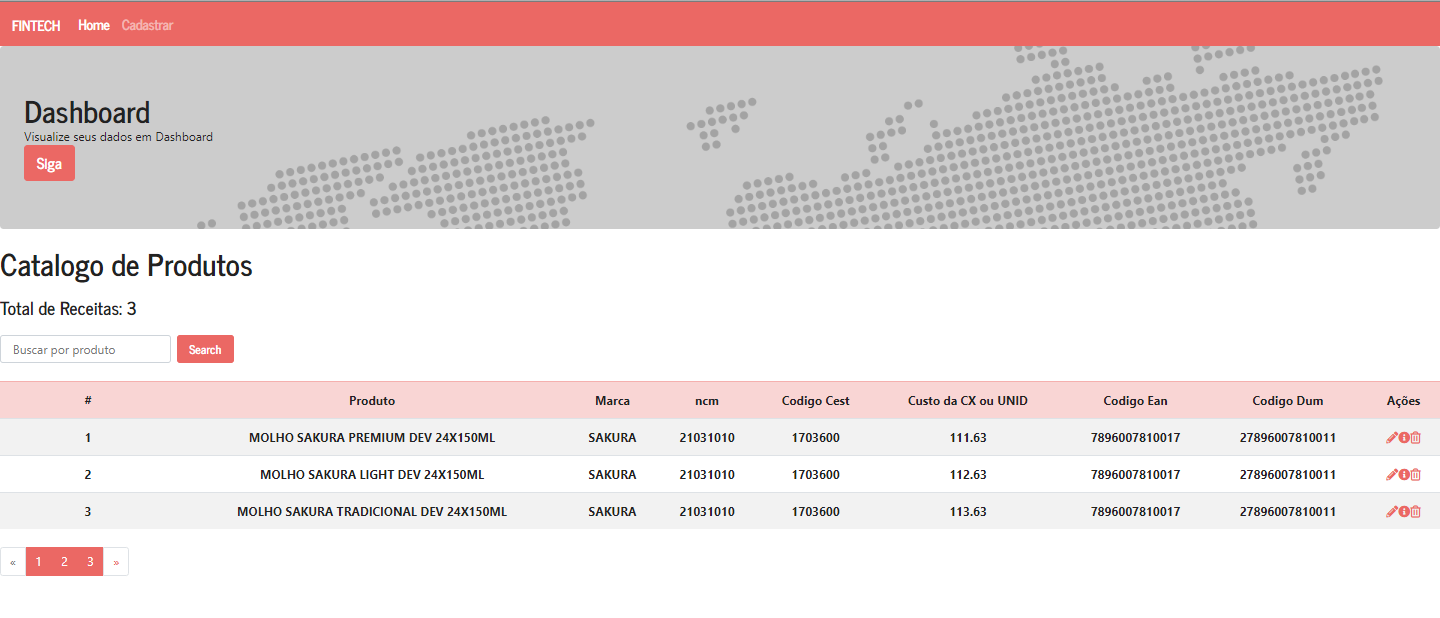 FINTECH Home Cadastrar
Dashboard
Visualize seus dados em Dashboard
SIga
Catalogo de Produtos
Total de Receitas: 3
Buscar por produto Search
# Produto Marca ncm Codigo Cest Custo da CX ou UNID Codigo Ean Codigo Dum Ações
1 MOLHO SAKURA PREMIUM DEV 24X150ML SAKURA 21031010 1703600 111.63 7896007810017 27896007810011
2 MOLHO SAKURA LIGHT DEV 24X150ML SAKURA 21031010 1703600 112.63 7896007810017 27896007810011
3 MOLHO SAKURA TRADICIONAL DEV 24X150ML SAKURA 21031010 1703600 113.63 7896007810017 27896007810011
« 1 2 3 »